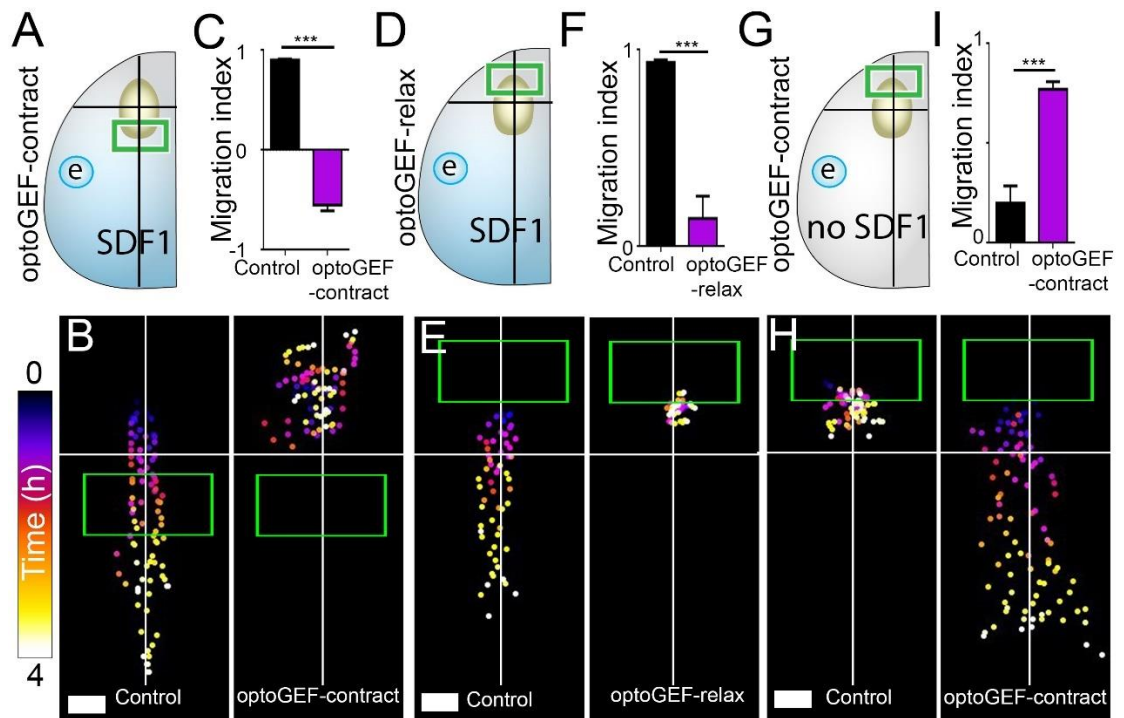 A
optoGEF-contract
e
SDF1
C
Migration index
1
***
0
-1
Control
optoGEF
-contract
D
optoGEF-relax
e
SDF1
F
Migration index
1
***
0
Control
optoGEF
-relax
G
optoGEF-contract
e
no SDF1
I
Migration index
1
***
0
Control
optoGEF
-contract
0
Time (h)
4
B
Control
optoGEF-contract
E
Control
optoGEF-relax
H
Control
optoGEF-contract